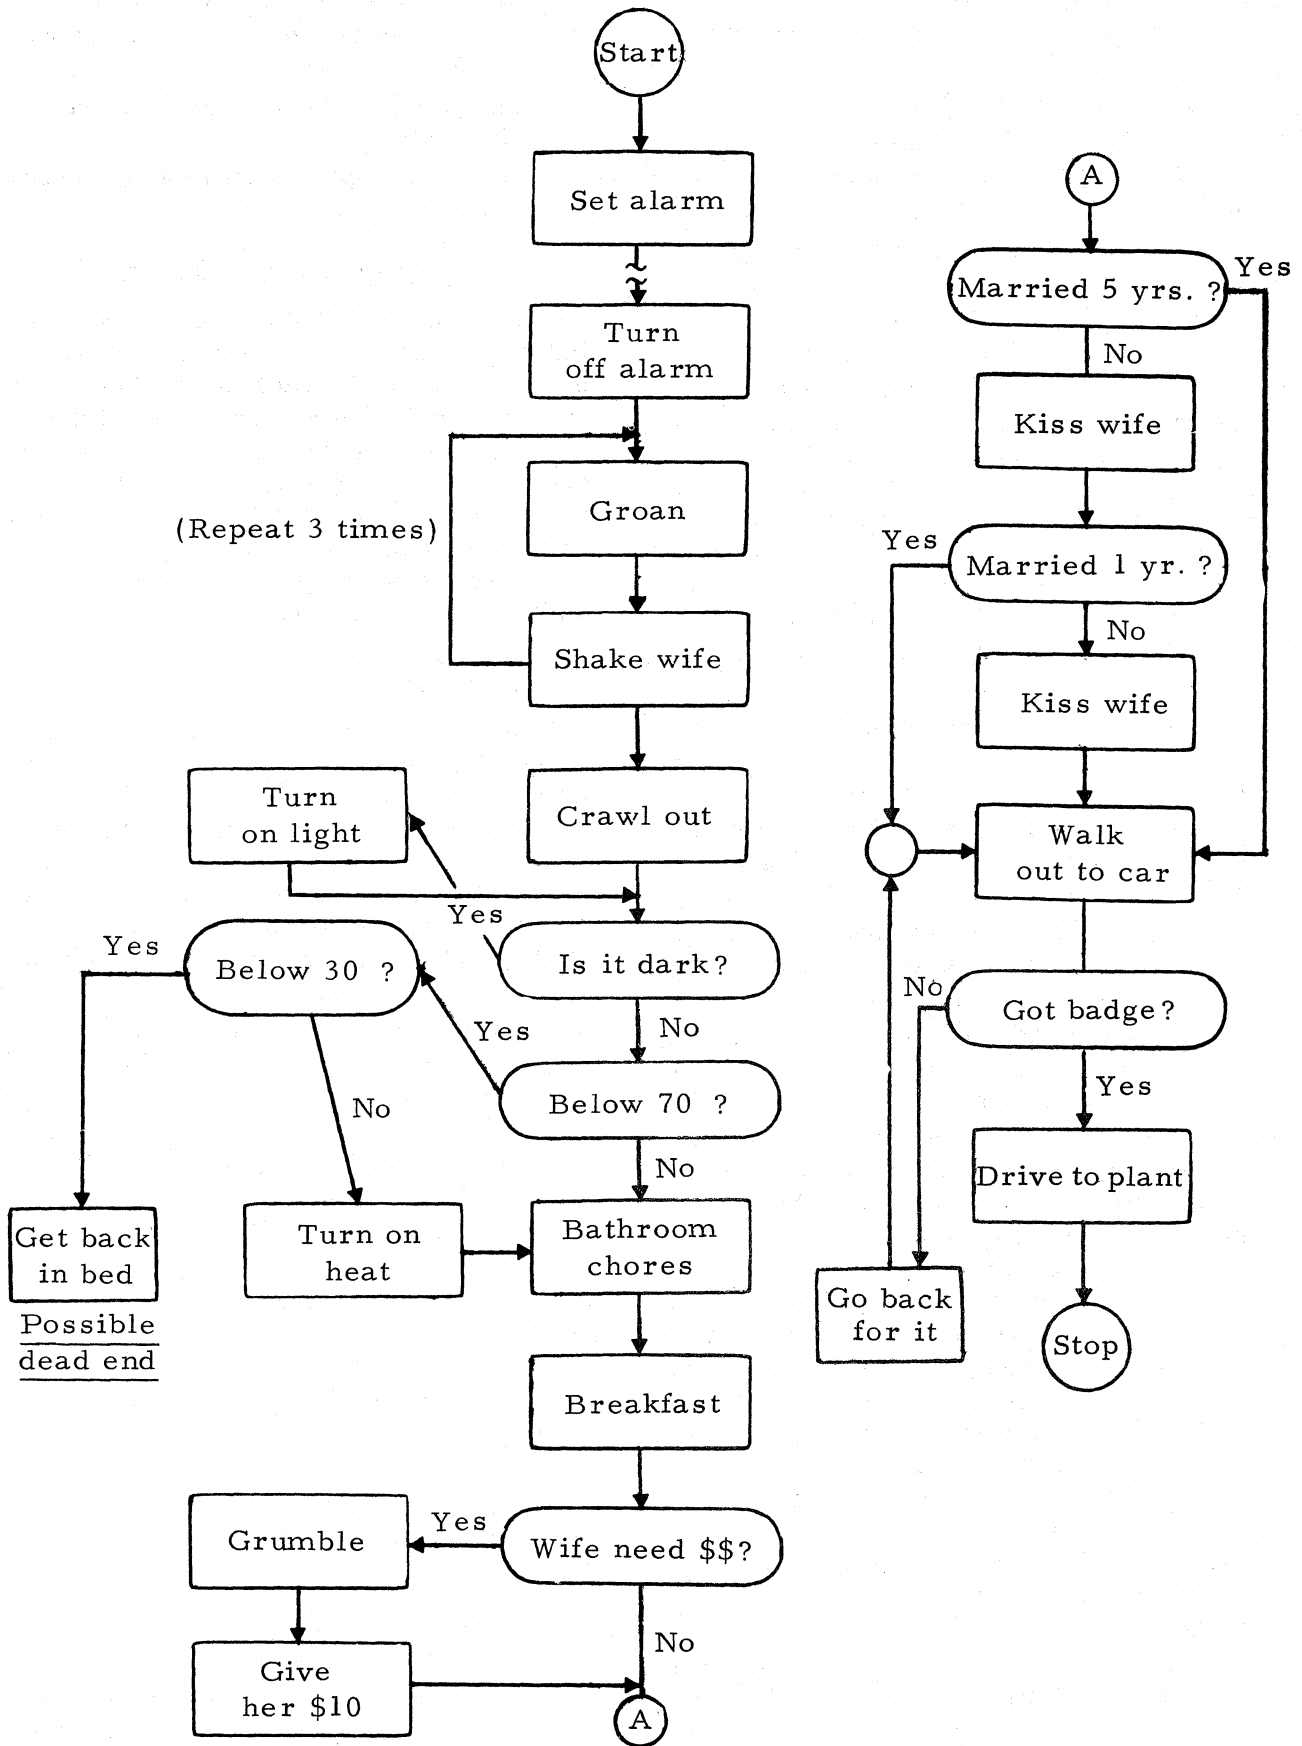 Start
Set alarm
Turn
off alarm
(Repeat 3 times)
Groan
Shake wife
Crawl out
Turn
on light
Yes
Is it dark?
No
Below 70 ?
Yes
Below 30 ?
Yes
Get back
in bed
Possible
dead end
No
Turn on
heat
No
Bathroom
chores
Breakfast
Wife need $$?
Yes
Grumble
Give
her $10
No
A
A
Married 5 yrs. ?
Yes
No
Kiss wife
Married 1 yr. ?
Yes
No
Kiss wife
Walk
out to car
Got badge?
No
Go back
for it
Yes
Drive to plant
Stop